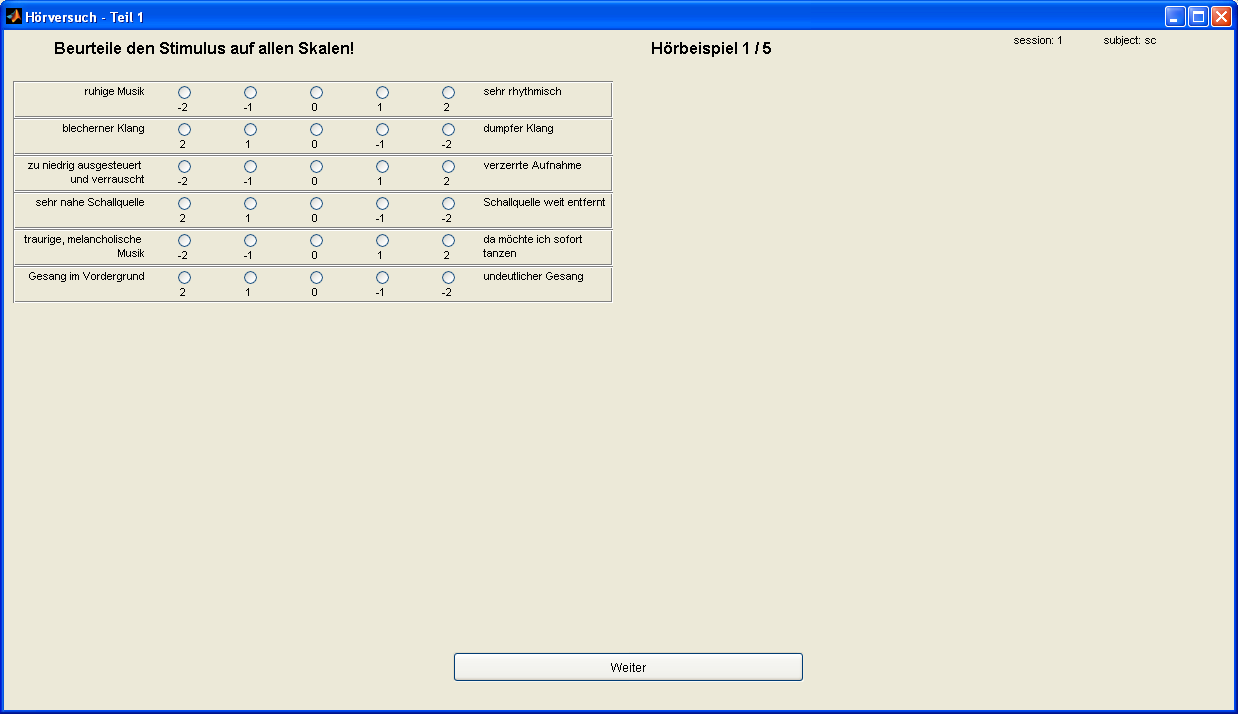 Hörversuch - Teil 1
Beurteile den Stimulus auf allen Skalen!
Hörbeispiel 1 / 5
session: 1
subject: sc
ruhige Musik
sehr rhythmisch
-2 -1 0 1 2
blecherner Klang
dumpfer Klang
2 1 0 -1 -2
zu niedrig ausgesteuert
und verrauscht
verzerrte Aufnahme
-2 -1 0 1 2
sehr nahe Schallquelle
Schallquelle weit entfernt
2 1 0 -1 -2
traurige, melancholische
Musik
da möchte ich sofort
tanzen
-2 -1 0 1 2
Gesang im Vordergrund
undeutlicher Gesang
2 1 0 -1 -2
Weiter